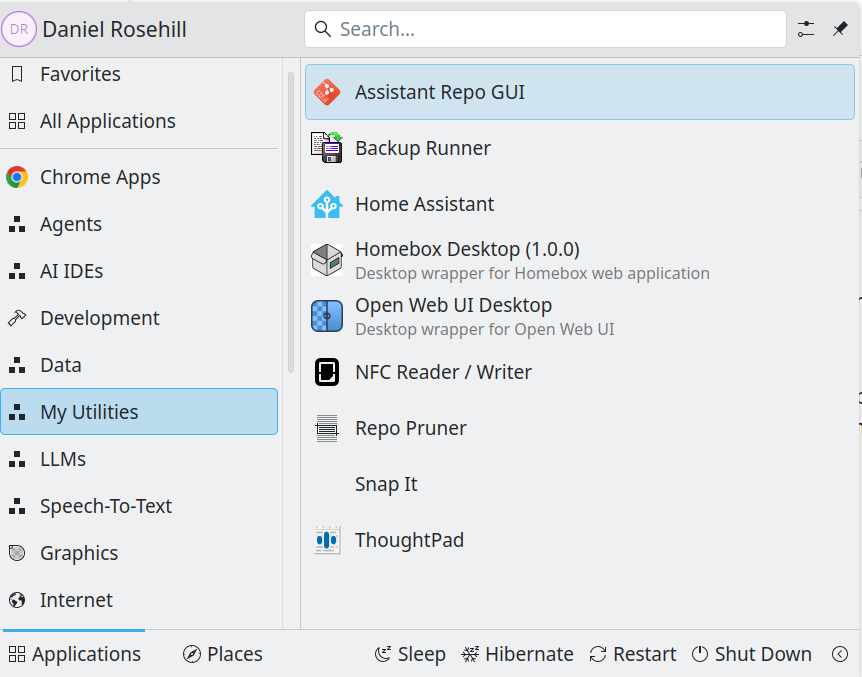 DR
Daniel Rosehill
Search...
Favorites
All Applications
Chrome Apps
Agents
AI IDEs
Development
Data
My Utilities
LLMs
Speech-To-Text
Graphics
Internet
Assistant Repo GUI
Backup Runner
Home Assistant
Homebox Desktop (1.0.0)
Desktop wrapper for Homebox web application
Open Web UI Desktop
Desktop wrapper for Open Web UI
NFC Reader / Writer
Repo Pruner
Snap It
ThoughtPad
Applications
Places
Sleep
Hibernate
Restart
Shut Down